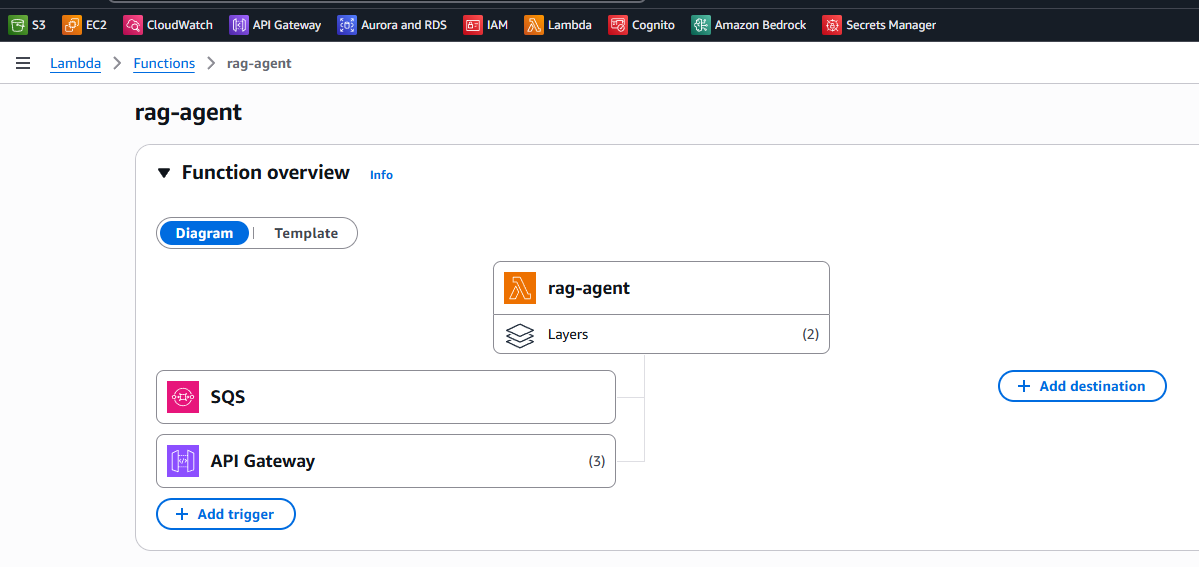 S3 EC2 CloudWatch API Gateway Aurora and RDS IAM Lambda Cognito Amazon Bedrock Secrets Manager
Lambda Functions rag-agent
rag-agent
Function overview Info
Diagram Template
rag-agent
Layers (2)
SQS
Add destination
API Gateway (3)
Add trigger